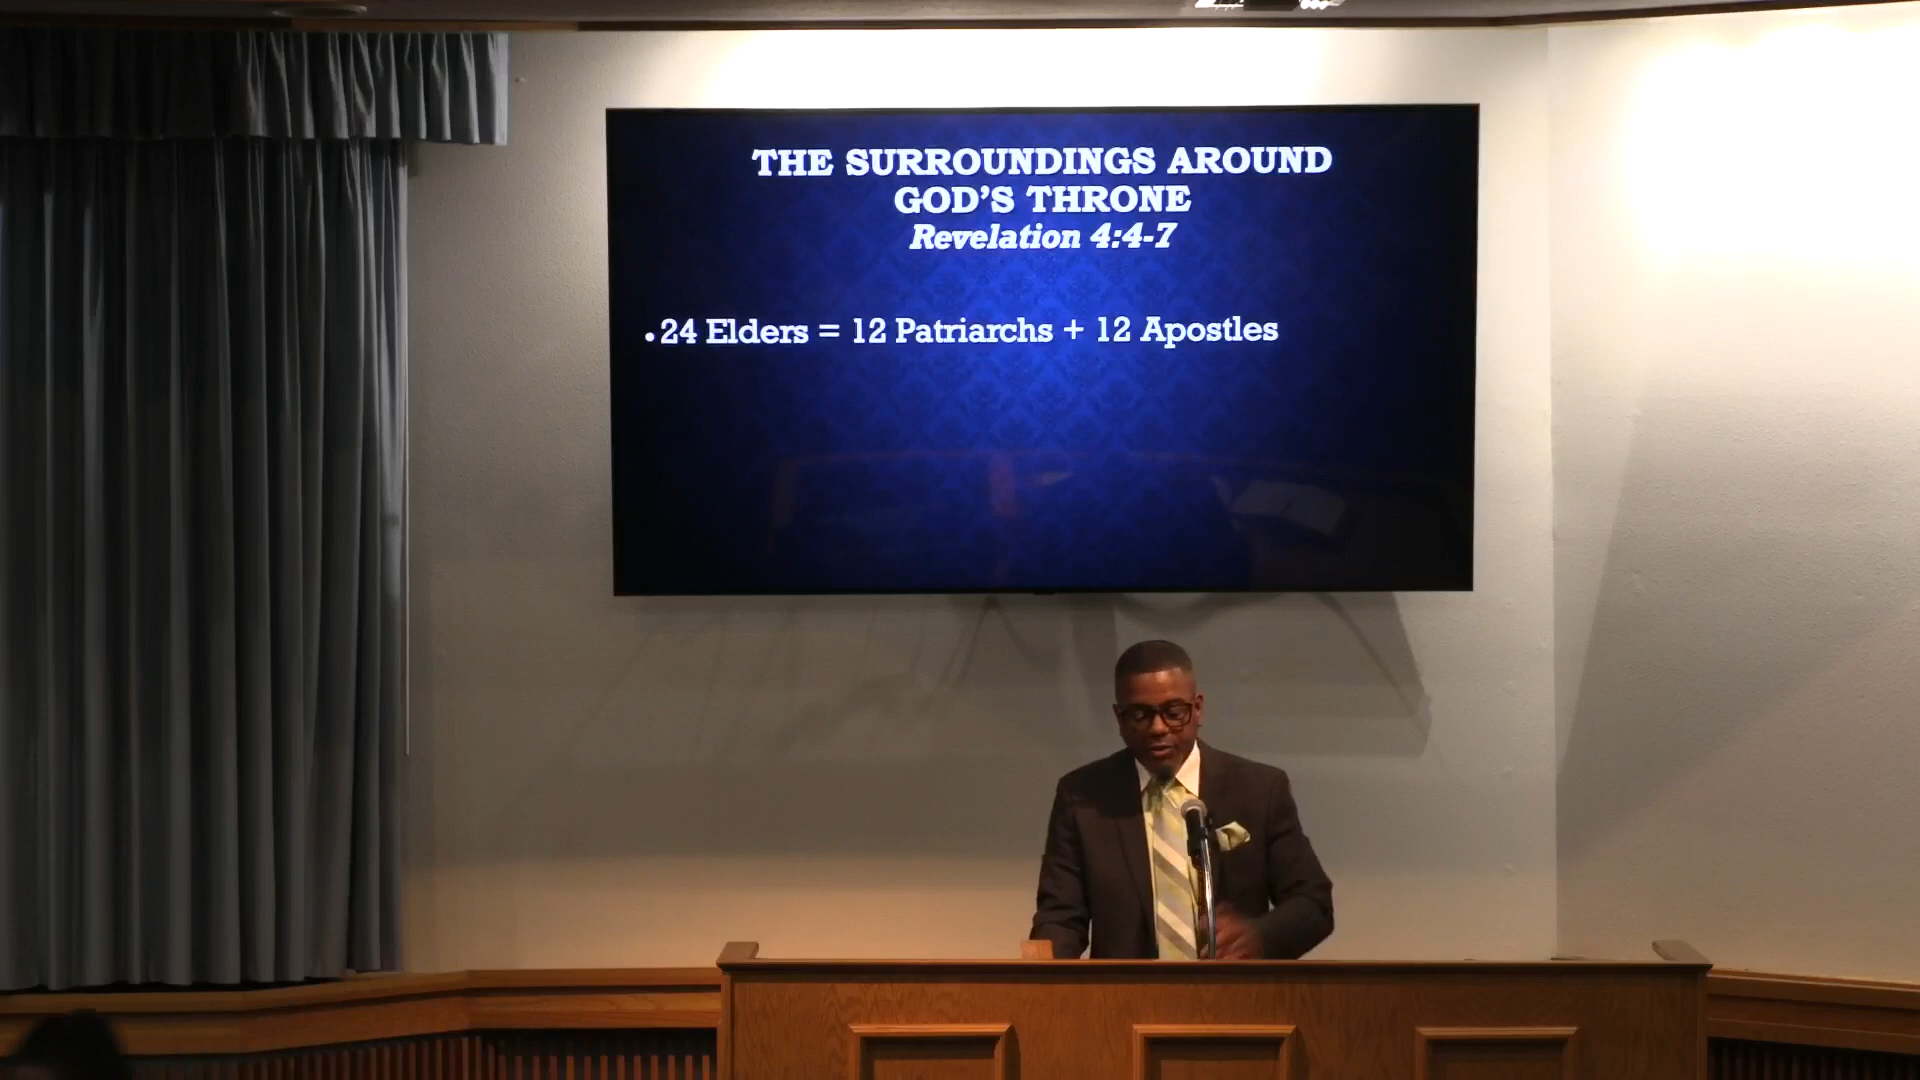 THE SURROUNDINGS AROUND
GOD'S THRONE
Revelation 4:4-7
•24 Elders = 12 Patriarchs + 12 Apostles